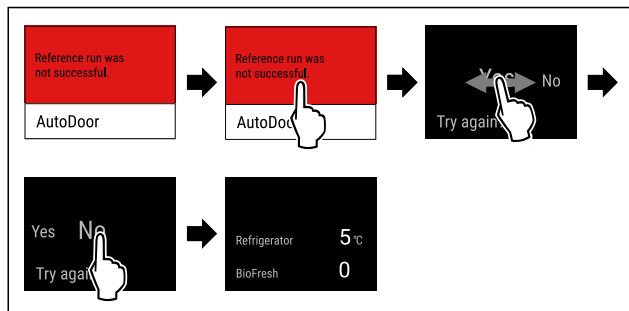 Reference run was
not successful.
AutoDoor
Reference run was
not successful.
AutoDoor
Yes No
Try again
Yes No
Try again
Refrigerator 5 °C
BioFresh 0